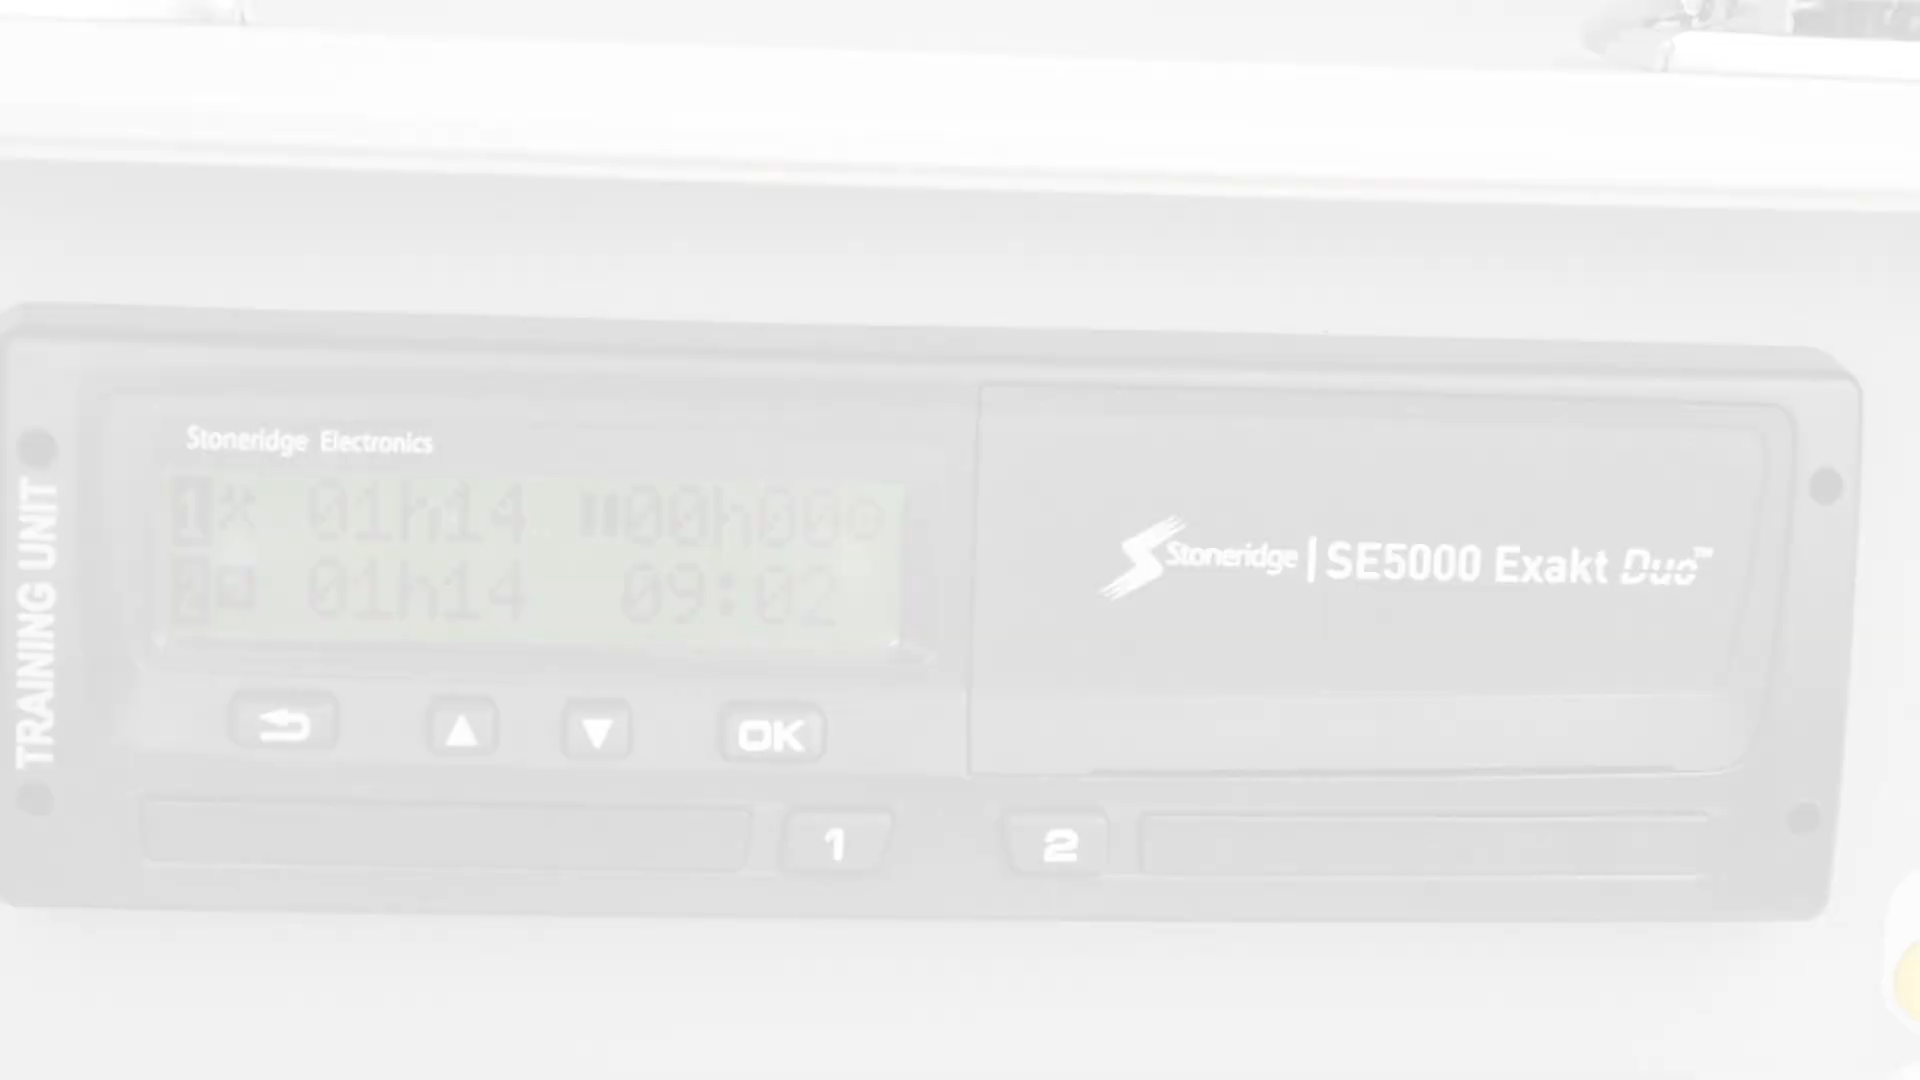 Stoneridge Electronics
1 01h14 00h00
2 01h14 09:02
TRAINING UNIT
Stoneridge | SE5000 Exakt Duo™
OK
1
2